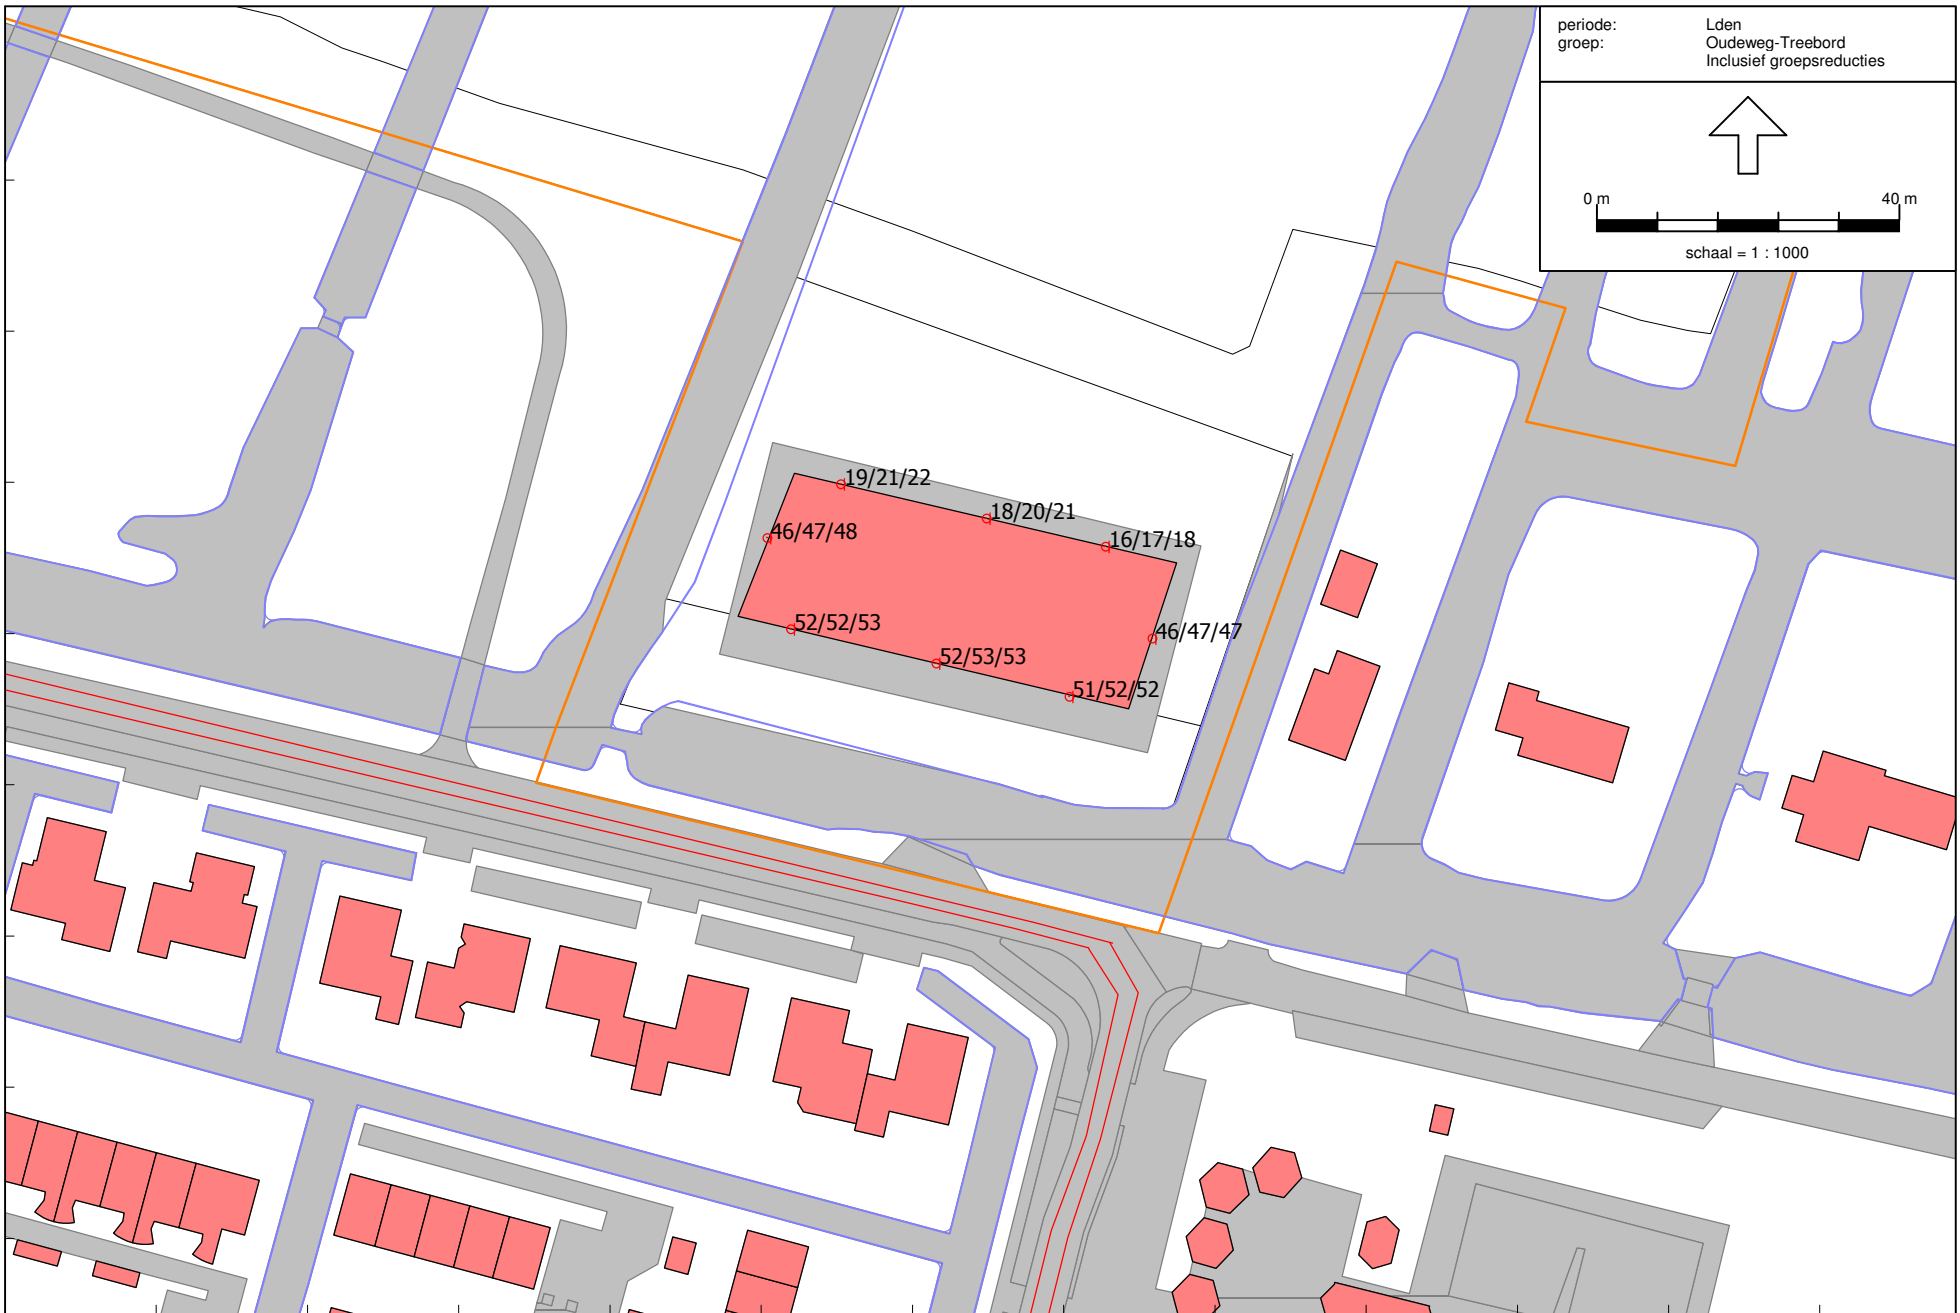 periode: Lden
groep: Oudeweg-Treebord
Inclusief groepsreducties
0 m 40 m
schaal = 1 : 1000
19/21/22
18/20/21
46/47/48
16/17/18
52/52/53
46/47/47
52/53/53
51/52/52